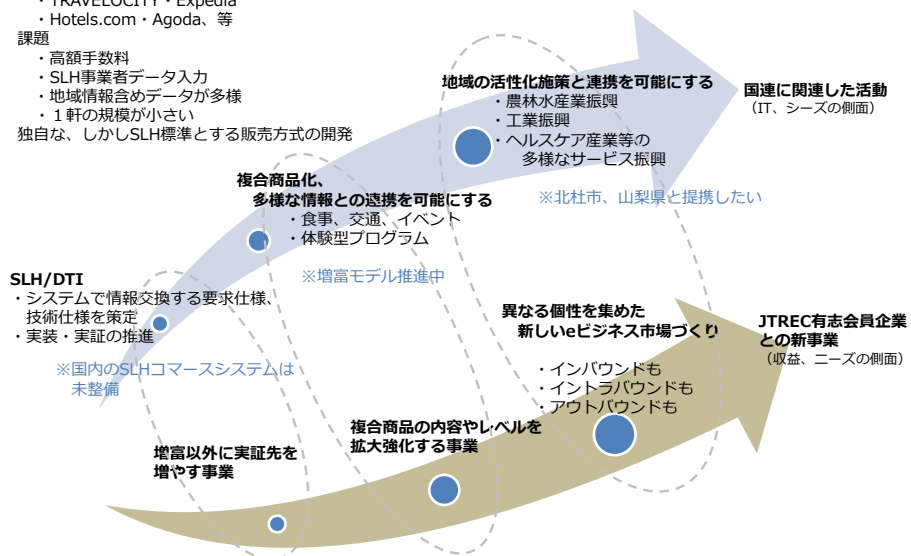 ・TRAVELOCITY・Expedia
・Hotels.com・Agoda、等
課題
・高額手数料
・SLH事業者データ入力
・地域情報含めデータが多様
・１軒の規模が小さい
独自な、しかしSLH標準とする販売方式の開発
地域の活性化施策と連携を可能にする
・農林水産業振興
・工業振興
・ヘルスケア産業等の
多様なサービス振興
国連に関連した活動
（IT、シーズの側面）
※北杜市、山梨県と提携したい
複合商品化、
多様な情報との連携を可能にする
・食事、交通、イベント
・体験型プログラム
※増富モデル推進中
SLH/DTI
・システムで情報交換する要求仕様、
技術仕様を策定
・実装・実証の推進
※国内のSLHコマースシステムは
未整備
異なる個性を集めた
新しいeビジネス市場づくり
・インバウンドも
・イントラバウンドも
・アウトバウンドも
JTREC有志会員企業
との新事業
（収益、ニーズの側面）
複合商品の内容やレベルを
拡大強化する事業
増富以外に実証先を
増やす事業